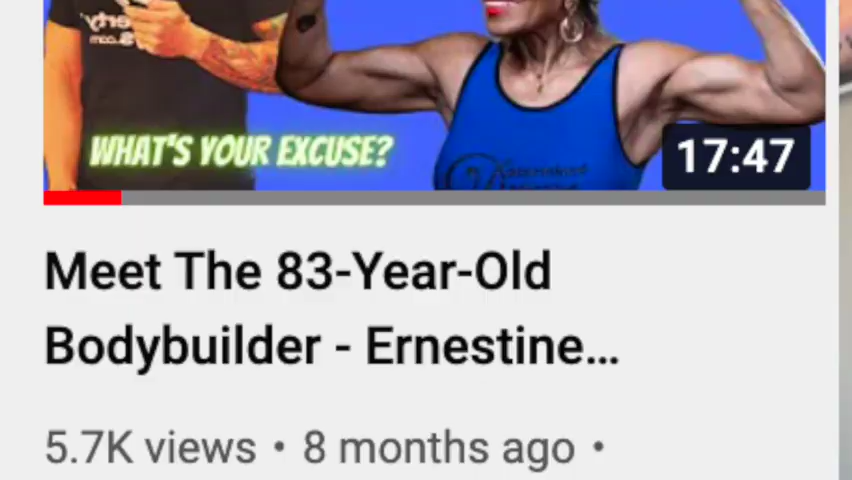 WHAT'S YOUR EXCUSE?
17:47
Meet The 83-Year-Old
Bodybuilder - Ernestine...
5.7K views • 8 months ago •